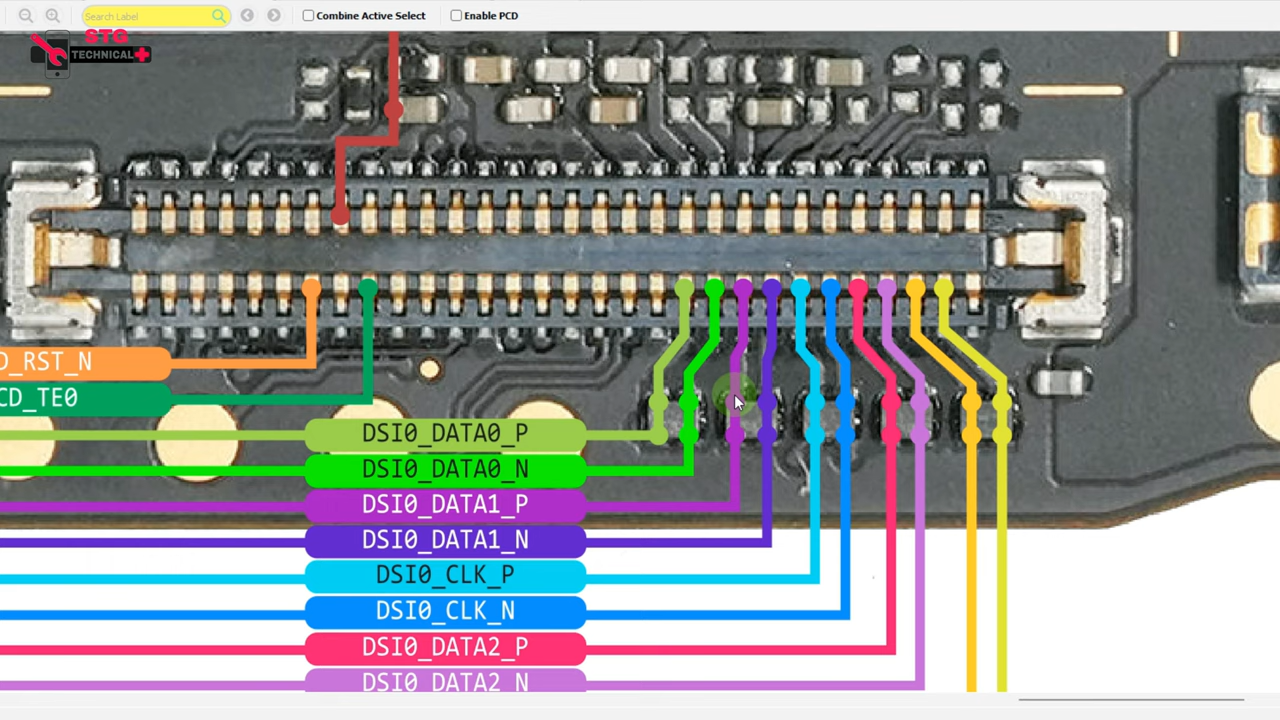 Search Label
Combine Active Select
Enable PCD
STG
TECHNICAL
D_RST_N
CD_TE0
DSI0_DATA0_P
DSI0_DATA0_N
DSI0_DATA1_P
DSI0_DATA1_N
DSI0_CLK_P
DSI0_CLK_N
DSI0_DATA2_P
DSI0_DATA2_N